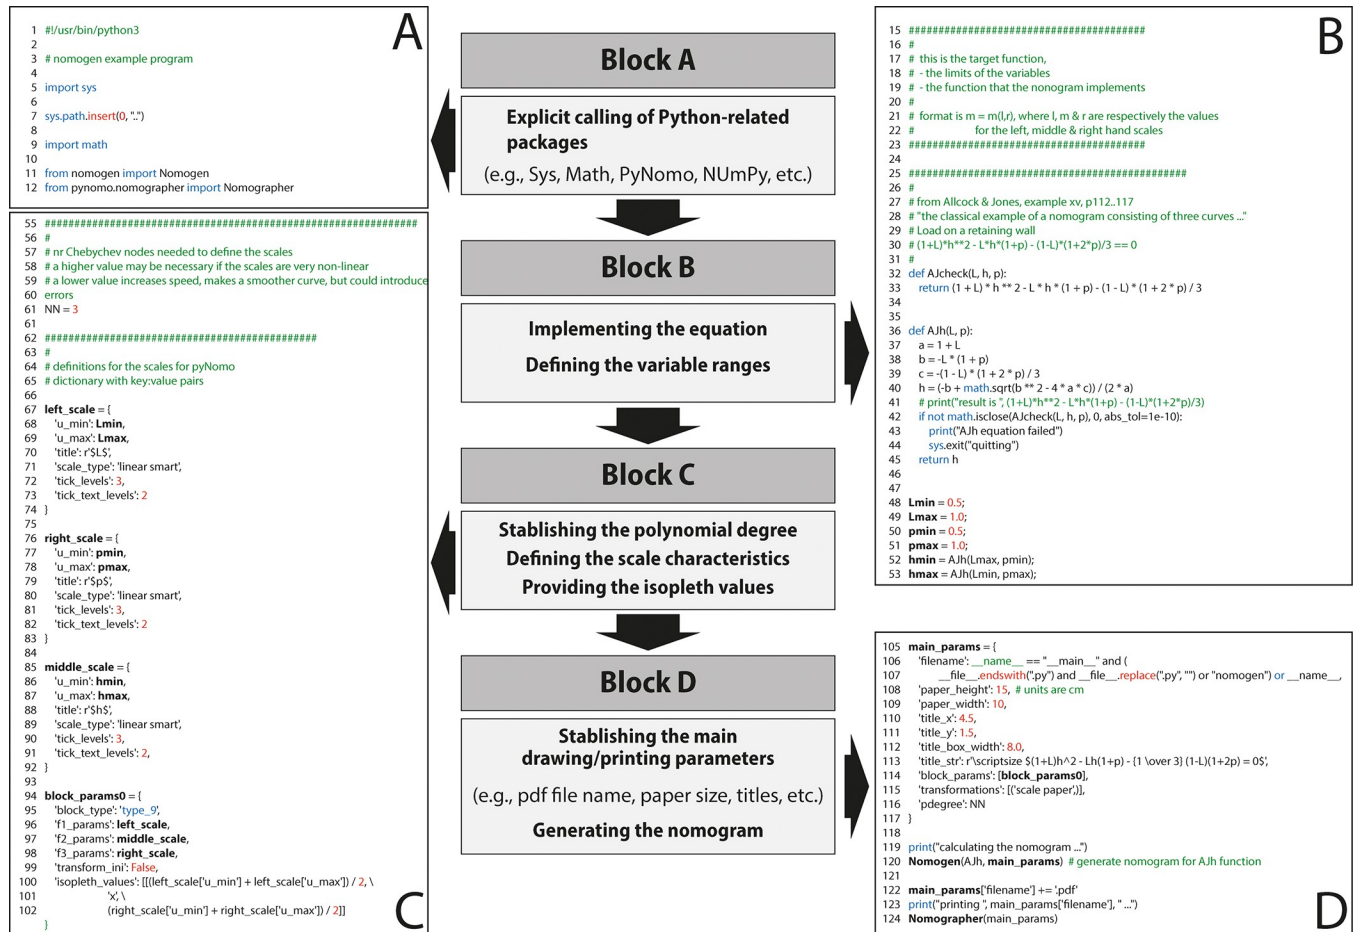 A
1 #!/usr/bin/python3
2
3 # nomogen example program
4
5 import sys
6
7 sys.path.insert(0, "..")
8
9 import math
10
11 from nomogen import Nomogen
12 from pynomo.nomographer import Nomographer
55 ################################################################
56 #
57 # nr Chebychev nodes needed to define the scales
58 # a higher value may be necessary if the scales are very non-linear
59 # a lower value increases speed, makes a smoother curve, but could introduce
60 errors
61 NN = 3
61
62 ##############################################
63 #
64 # definitions for the scales for pyNomo
65 # dictionary with key:value pairs
66
67 left_scale = {
68 'u_min': Lmin,
69 'u_max': Lmax,
70 'title': r'$L$',
71 'scale_type': 'linear smart',
72 'tick_levels': 3,
73 'tick_text_levels': 2
74 }
75
76 right_scale = {
77 'u_min': pmin,
78 'u_max': pmax,
79 'title': r'$p$',
80 'scale_type': 'linear smart',
81 'tick_levels': 3,
82 'tick_text_levels': 2
83 }
84
85 middle_scale = {
86 'u_min': hmin,
87 'u_max': hmax,
88 'title': r'$h$',
89 'scale_type': 'linear smart',
90 'tick_levels': 3,
91 'tick_text_levels': 2,
92 }
93
94 block_params0 = {
95 'block_type': 'type_9',
96 'f1_params': left_scale,
97 'f2_params': middle_scale,
98 'f3_params': right_scale,
99 'transform_ini': False,
100 'isopleth_values': [[(left_scale['u_min'] + left_scale['u_max']) / 2, \
101 'x', \
102 (right_scale['u_min'] + right_scale['u_max']) / 2]]
}
C
Block A
Explicit calling of Python-related
packages
(e.g., Sys, Math, PyNomo, NUmPy, etc.)
Block B
Implementing the equation
Defining the variable ranges
Block C
Stablishing the polynomial degree
Defining the scale characteristics
Providing the isopleth values
Block D
Stablishing the main
drawing/printing parameters
(e.g., pdf file name, paper size, titles, etc.)
Generating the nomogram
B
15 ########################################
16 #
17 # this is the target function,
18 # - the limits of the variables
19 # - the function that the nonogram implements
20 #
21 # format is m = m(l,r), where l, m & r are respectively the values
22 # for the left, middle & right hand scales
23 ########################################
24
25 ###############################################
26 #
27 # from Allcock & Jones, example xv, p112..117
28 # "the classical example of a nomogram consisting of three curves ..."
29 # Load on a retaining wall
30 # (1+L)*h**2 - L*h*(1+p) - (1-L)*(1+2*p)/3 == 0
31 #
32 def AJcheck(L, h, p):
33 return (1 + L) * h ** 2 - L * h * (1 + p) - (1 - L) * (1 + 2 * p) / 3
34
35
36 def AJh(L, p):
37 a = 1 + L
38 b = -L * (1 + p)
39 c = -(1 - L) * (1 + 2 * p) / 3
40 h = (-b + math.sqrt(b ** 2 - 4 * a * c)) / (2 * a)
41 # print("result is ", (1+L)*h**2 - L*h*(1+p) - (1-L)*(1+2*p)/3)
42 if not math.isclose(AJcheck(L, h, p), 0, abs_tol=1e-10):
43 print("AJh equation failed")
44 sys.exit("quitting")
45 return h
46
47
48 Lmin = 0.5;
49 Lmax = 1.0;
50 pmin = 0.5;
51 pmax = 1.0;
52 hmin = AJh(Lmax, pmin);
53 hmax = AJh(Lmin, pmax);
105 main_params = {
106 'filename': __name__ == "__main__" and (
107 __file__.endswith(".py") and __file__.replace(".py", "") or "nomogen") or __name__,
108 'paper_height': 15, # units are cm
109 'paper_width': 10,
110 'title_x': 4.5,
111 'title_y': 1.5,
112 'title_box_width': 8.0,
113 'title_str': r'\scriptsize $(1+L)h^2 - Lh(1+p) - {1 \over 3} (1-L)(1+2p) = 0$',
114 'block_params': [block_params0],
115 'transformations': [('scale paper',)],
116 'pdegree': NN
117 }
118
119 print("calculating the nomogram ...")
120 Nomogen(AJh, main_params) # generate nomogram for AJh function
121
122 main_params['filename'] += '.pdf'
123 print("printing ", main_params['filename'], " ...")
124 Nomographer(main_params)
D